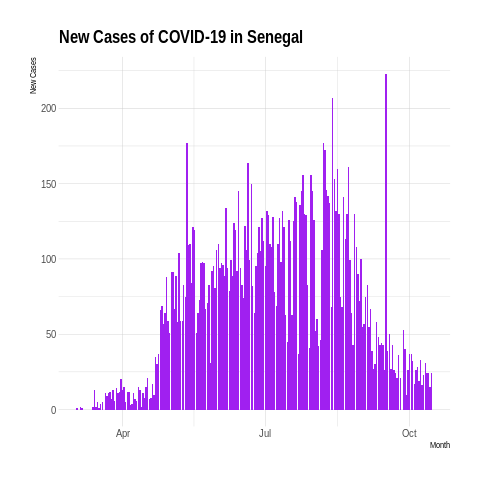 New Cases of COVID-19 in Senegal
New Cases
200
150
100
50
0
Apr
Jul
Oct
Month